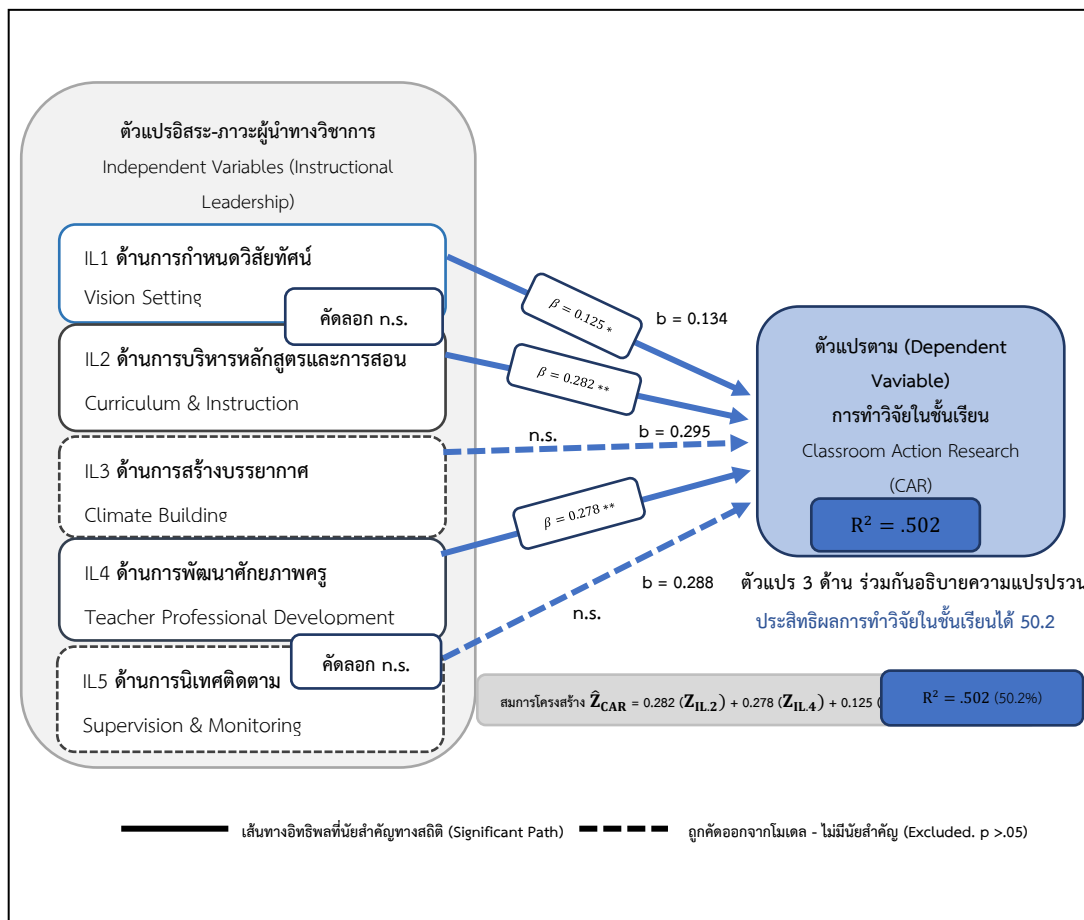 ตัวแปรอิสระ-ภาวะผู้นำทางวิชาการ
Independent Variables (Instructional
Leadership)
IL1 ด้านการกำหนดวิสัยทัศน์
Vision Setting
คัดลอก n.s.
IL2 ด้านการบริหารหลักสูตรและการสอน
Curriculum & Instruction
IL3 ด้านการสร้างบรรยากาศ
Climate Building
IL4 ด้านการพัฒนาศักยภาพครู
Teacher Professional Development
คัดลอก n.s.
IL5 ด้านการนิเทศติดตาม
Supervision & Monitoring
β = 0.125 *
b = 0.134
β = 0.282 **
n.s.
b = 0.295
β = 0.278 **
b = 0.288
n.s.
ตัวแปรตาม (Dependent
Vaviable)
การทำวิจัยในชั้นเรียน
Classroom Action Research
(CAR)
R² = .502
ตัวแปร 3 ด้าน ร่วมกันอธิบายความแปรปรวน
ประสิทธิผลการทำวิจัยในชั้นเรียนได้ 50.2
สมการโครงสร้าง Ẑ_CAR = 0.282 (Z_IL.2) + 0.278 (Z_IL.4) + 0.125 (
R² = .502 (50.2%)
เส้นทางอิทธิพลที่นัยสำคัญทางสถิติ (Significant Path)
ถูกคัดออกจากโมเดล - ไม่มีนัยสำคัญ (Excluded. p >.05)